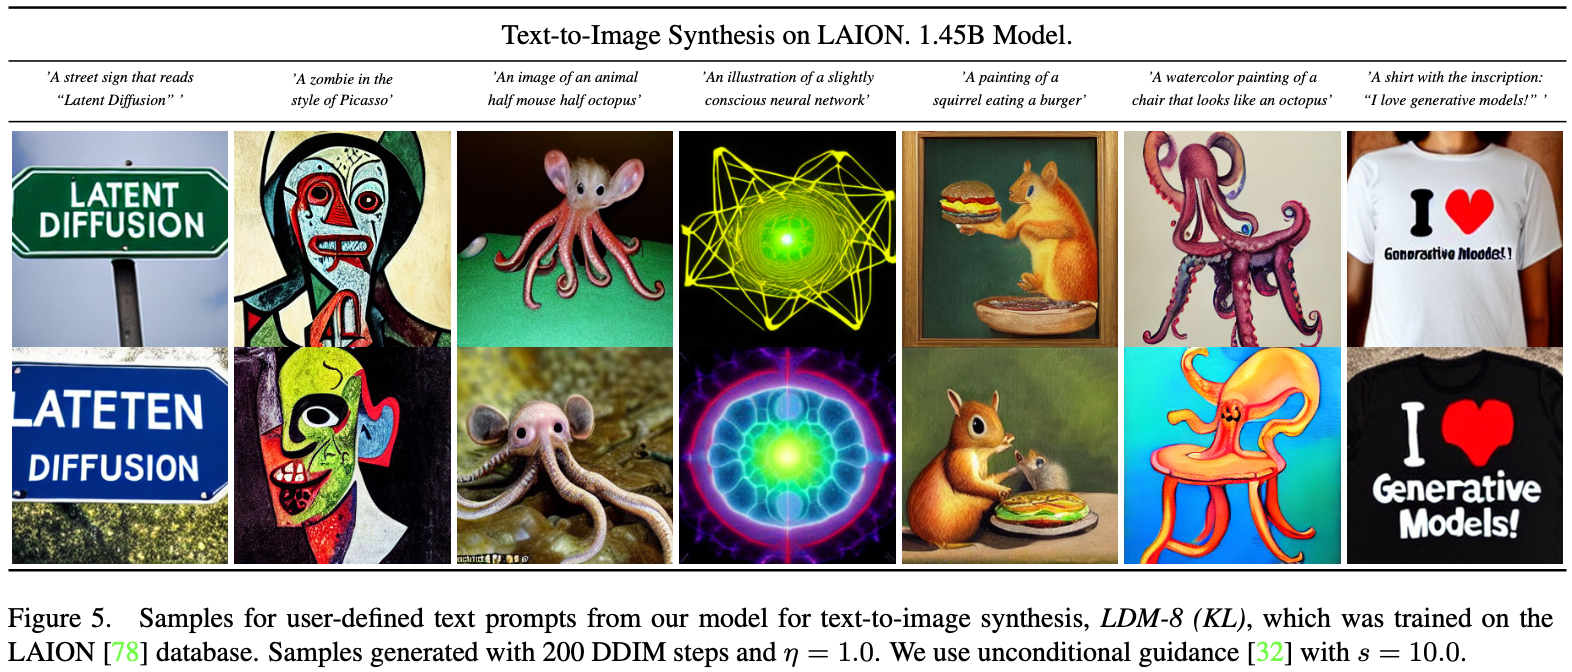 Text-to-Image Synthesis on LAION. 1.45B Model.
'A street sign that reads
“Latent Diffusion” '
'A zombie in the
style of Picasso'
'An image of an animal
half mouse half octopus'
'An illustration of a slightly
conscious neural network'
'A painting of a
squirrel eating a burger'
'A watercolor painting of a
chair that looks like an octopus'
'A shirt with the inscription:
“I love generative models!” '
LATENT
DIFFUSION
I
LATETEN
DIFFUSION
I
Generative
Models!
Figure 5. Samples for user-defined text prompts from our model for text-to-image synthesis, LDM-8 (KL), which was trained on the
LAION [78] database. Samples generated with 200 DDIM steps and η = 1.0. We use unconditional guidance [32] with s = 10.0.